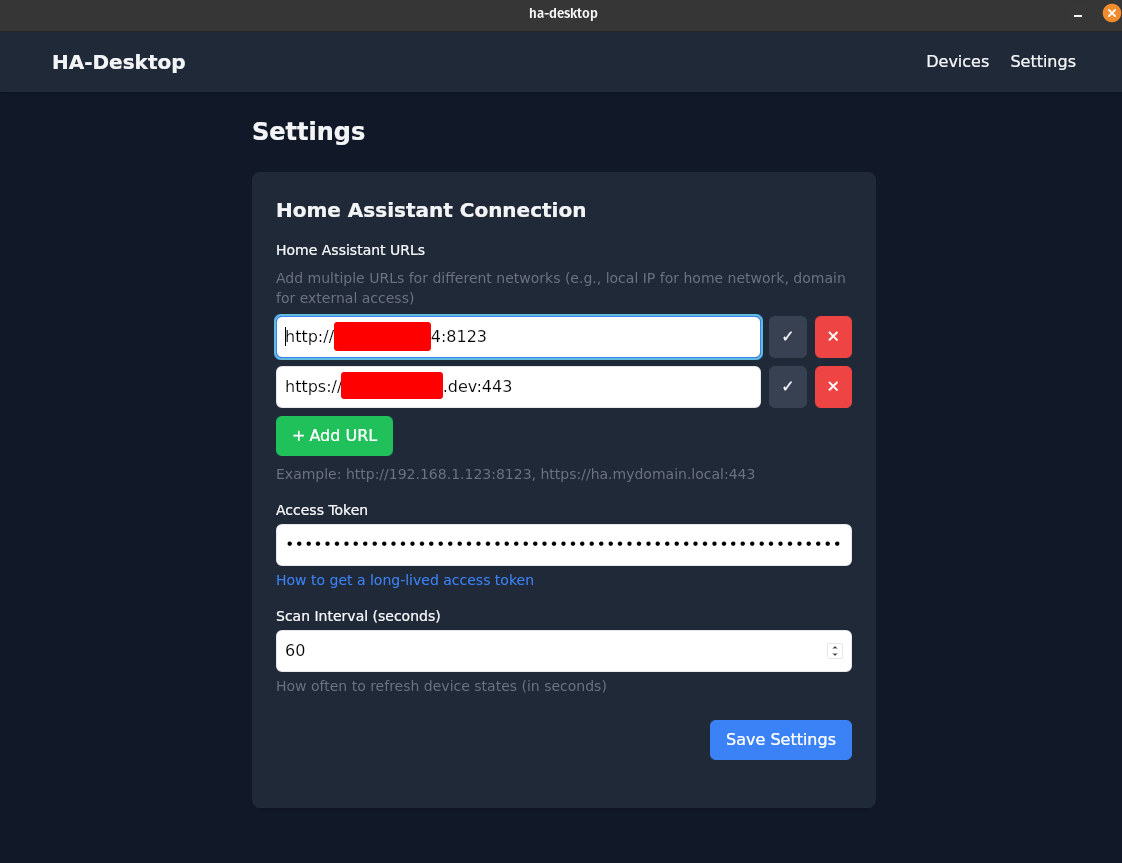 ha-desktop
HA-Desktop
Devices
Settings
Settings
Home Assistant Connection
Home Assistant URLs
Add multiple URLs for different networks (e.g., local IP for home network, domain
for external access)
http://4:8123
✓
×
https://.dev:443
✓
×
+ Add URL
Example: http://192.168.1.123:8123, https://ha.mydomain.local:443
Access Token
•••••••••••••••••••••••••••••••••••••••••••••••••••••••••••
How to get a long-lived access token
Scan Interval (seconds)
60
How often to refresh device states (in seconds)
Save Settings